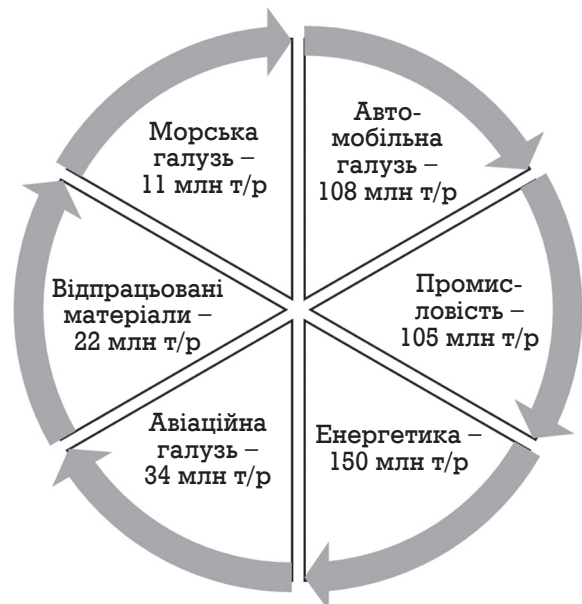 Морська
галузь –
11 млн т/р
Авто-
мобільна
галузь –
108 млн т/р
Промис-
ловість –
105 млн т/р
Енергетика –
150 млн т/р
Авіаційна
галузь –
34 млн т/р
Відпрацьовані
матеріали –
22 млн т/р